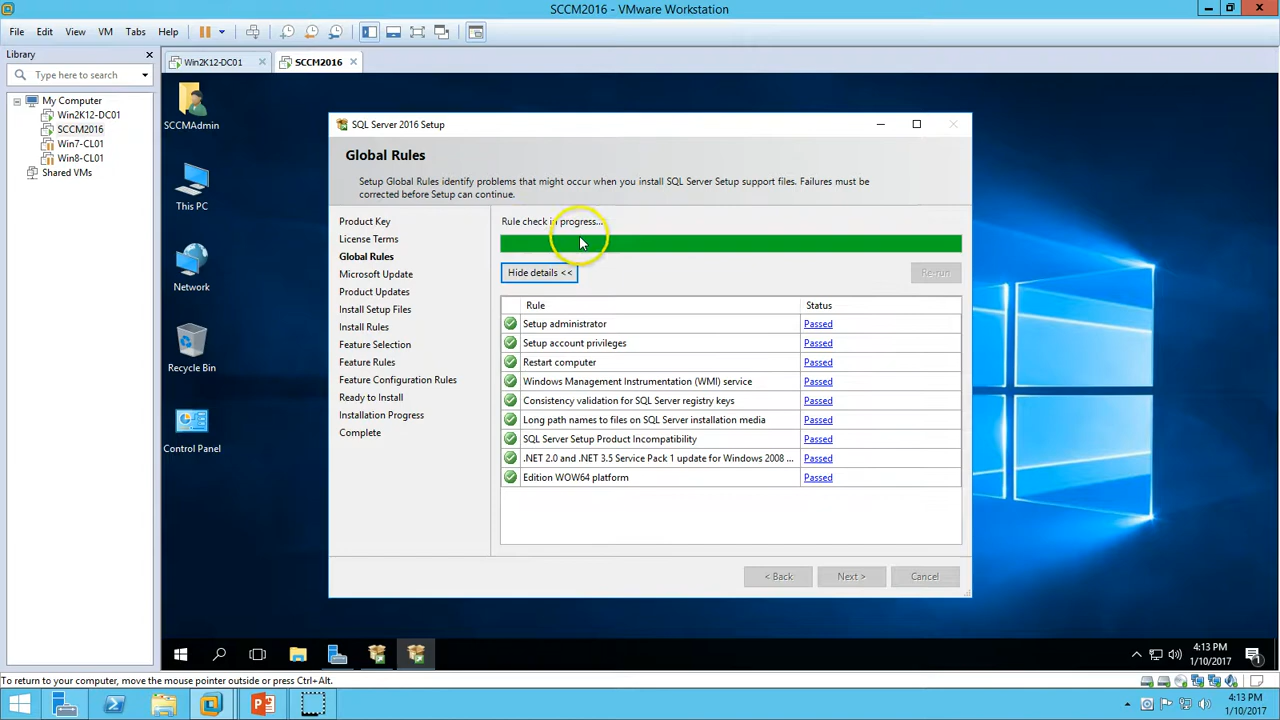 SCCM2016 - VMware Workstation
File Edit View VM Tabs Help
Library
Type here to search
My Computer
Win2K12-DC01
SCCM2016
Win7-CL01
Win8-CL01
Shared VMs
Win2K12-DC01
SCCM2016
SCCMAdmin
This PC
Network
Recycle Bin
Control Panel
SQL Server 2016 Setup
Global Rules
Setup Global Rules identify problems that might occur when you install SQL Server Setup support files. Failures must be
corrected before Setup can continue.
Product Key
License Terms
Global Rules
Microsoft Update
Product Updates
Install Setup Files
Install Rules
Feature Selection
Feature Rules
Feature Configuration Rules
Ready to Install
Installation Progress
Complete
Rule check in progress...
Hide details <<
Re-run
Rule Status
Setup administrator Passed
Setup account privileges Passed
Restart computer Passed
Windows Management Instrumentation (WMI) service Passed
Consistency validation for SQL Server registry keys Passed
Long path names to files on SQL Server installation media Passed
SQL Server Setup Product Incompatibility Passed
.NET 2.0 and .NET 3.5 Service Pack 1 update for Windows 2008 ... Passed
Edition WOW64 platform Passed
< Back Next > Cancel
4:13 PM
1/10/2017
1
To return to your computer, move the mouse pointer outside or press Ctrl+Alt.
4:13 PM
1/10/2017